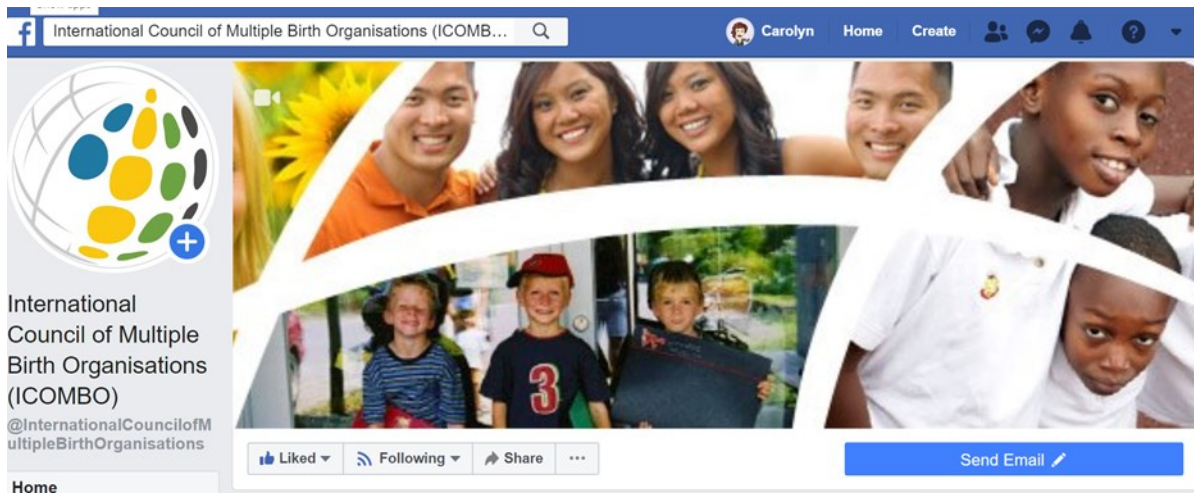 International Council of Multiple Birth Organisations (ICOMB...
Carolyn
Home
Create
International
Council of Multiple
Birth Organisations
(ICOMBO)
@InternationalCouncilofM
ultipleBirthOrganisations
Home
3
Liked
Following
Share
Send Email